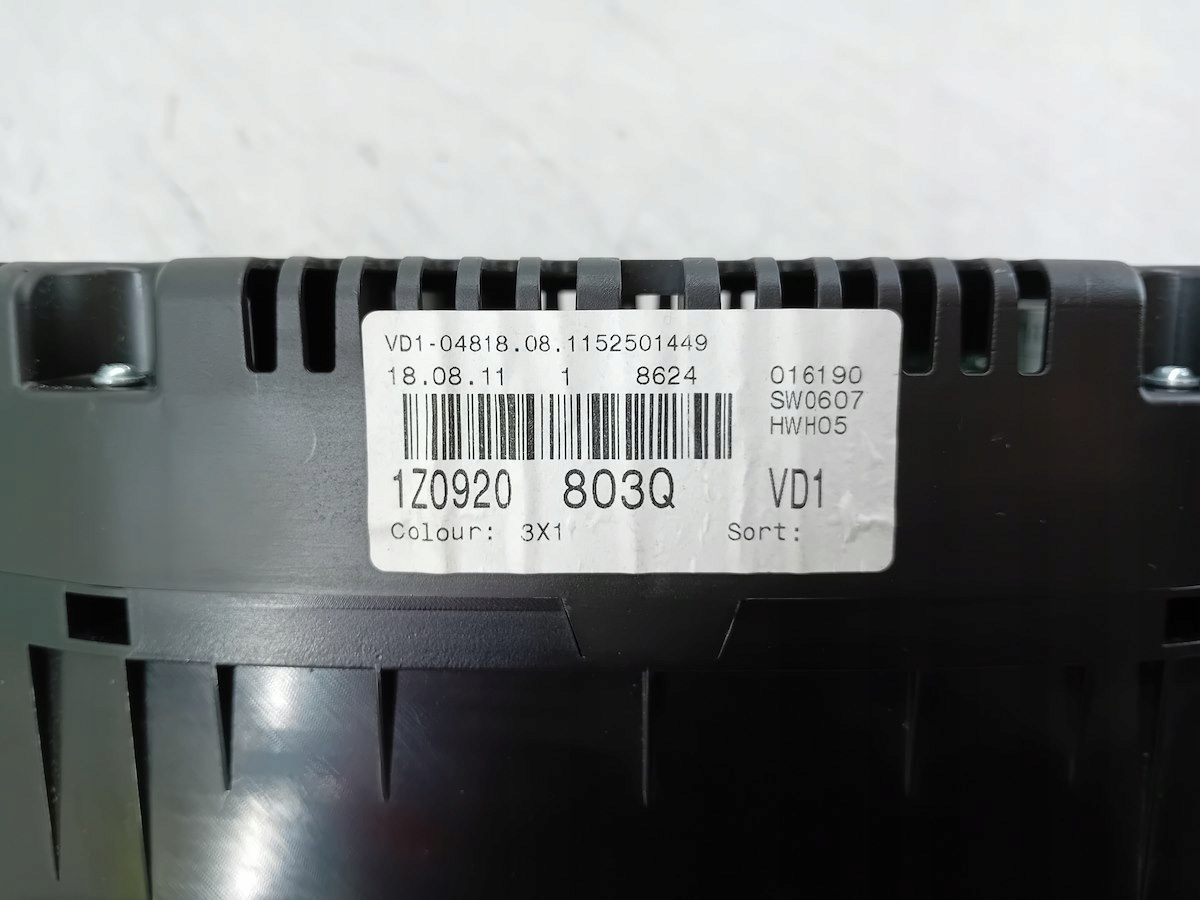 VD1-04818.08.1152501449
18.08.11 1 8624 016190
SW0607
HWH05
1Z0920 803Q VD1
Colour: 3X1 Sort: